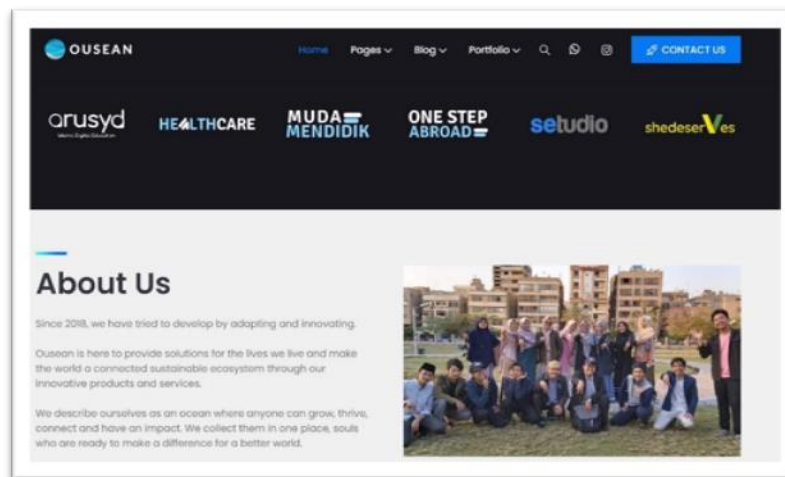 OUSEAN Home Pages Blog Portfolio CONTACT US
arusyd HEALTHCARE MUDA MENDIDIK ONE STEP ABROAD setudio shedeserVes
Islamic Digital Education
About Us
Since 2018, we have tried to develop by adapting and innovating.
Ousean is here to provide solutions for the lives we live and make
the world a connected sustainable ecosystem through our
innovative products and services.
We describe ourselves as an ocean where anyone can grow, thrive,
connect and have an impact. We collect them in one place, souls
who are ready to make a difference for a better world.